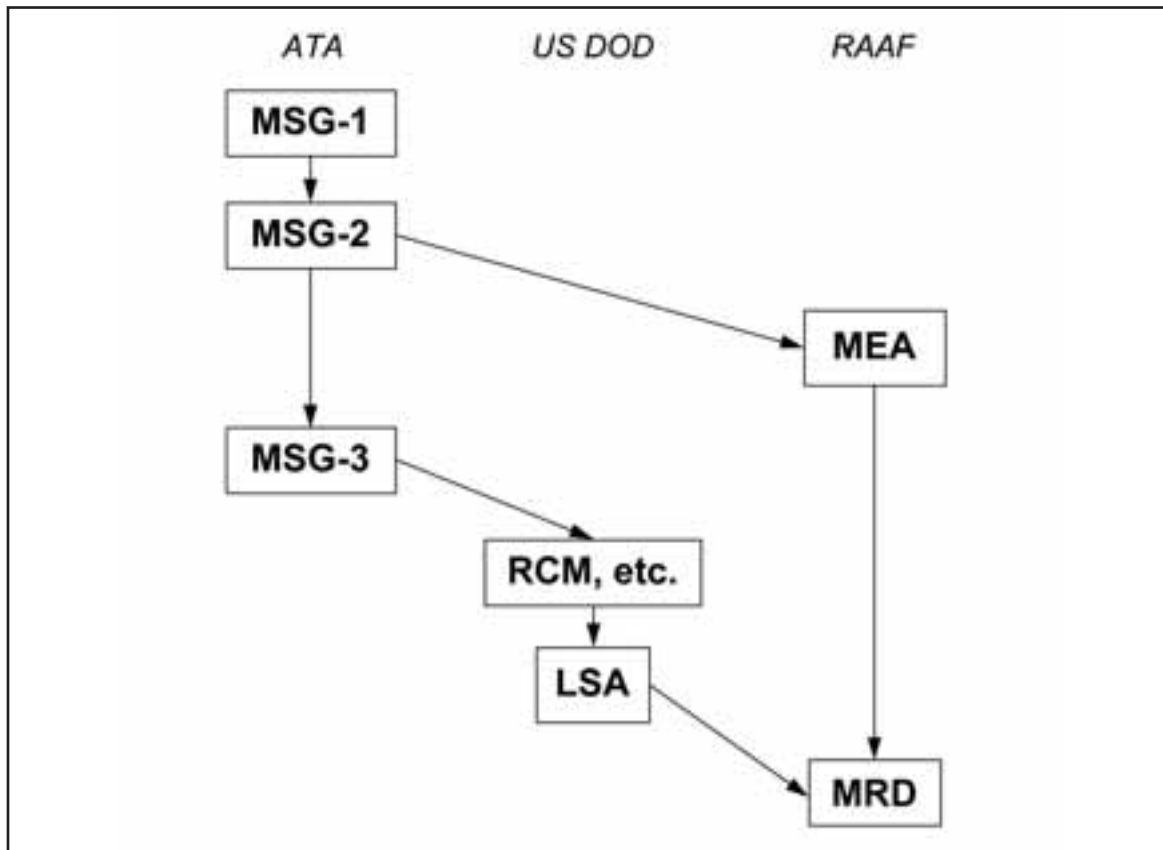 ATA
US DOD
RAAF
MSG-1
MSG-2
MEA
MSG-3
RCM, etc.
LSA
MRD